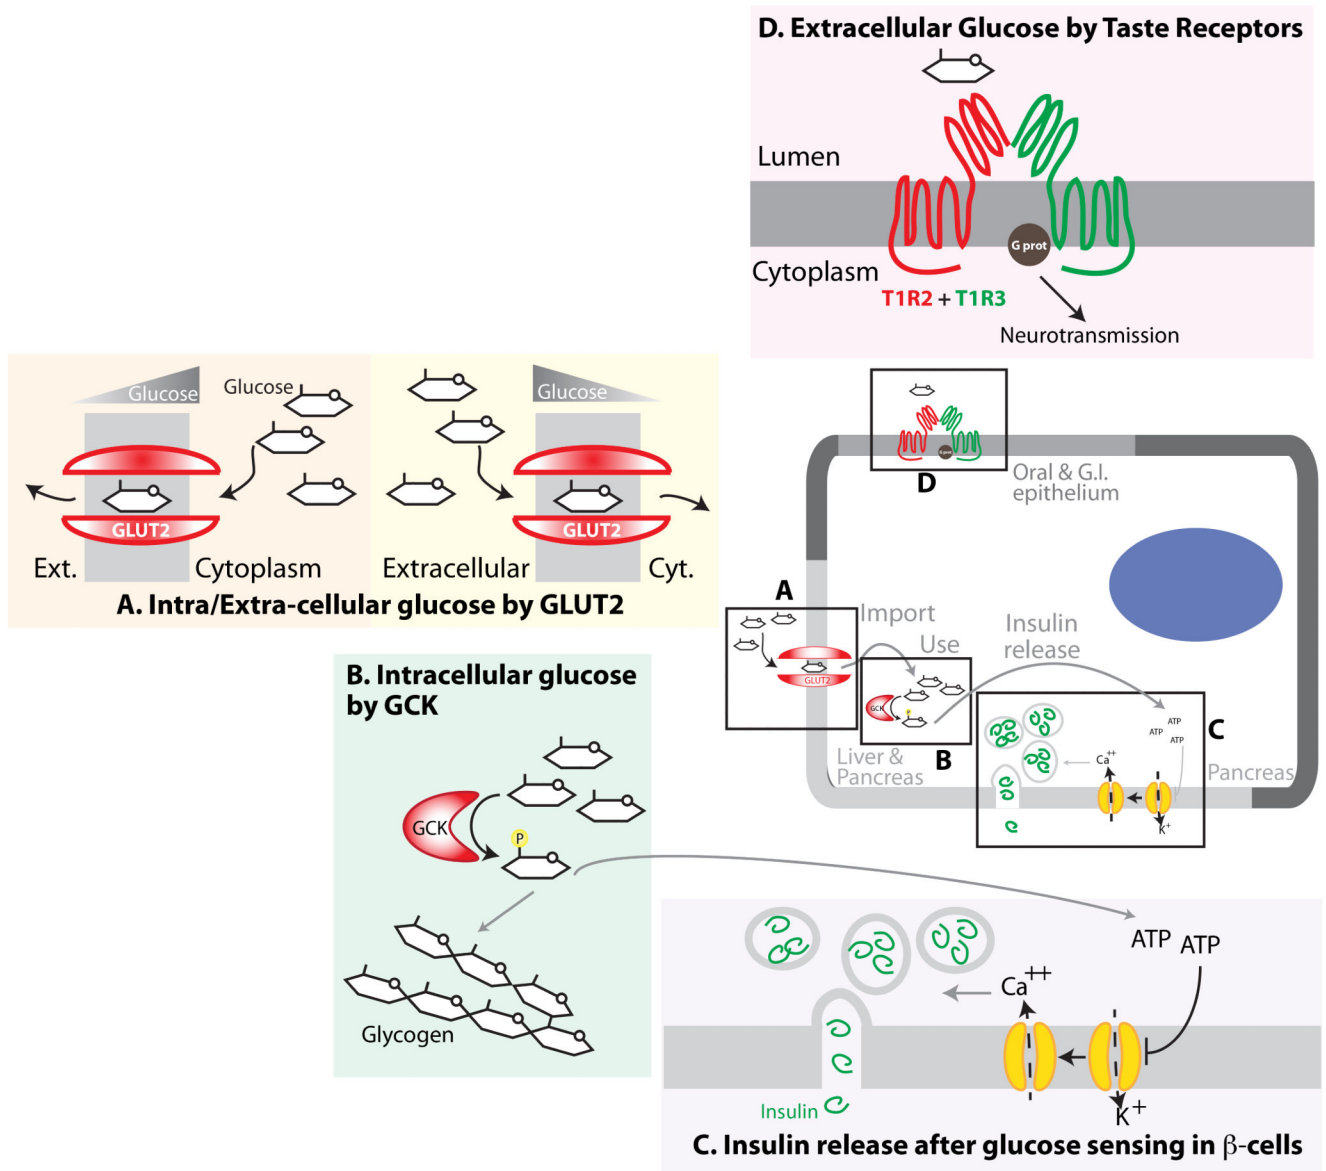 D. Extracellular Glucose by Taste Receptors
Lumen
G prot
Cytoplasm
T1R2 + T1R3
Neurotransmission
Glucose
Glucose
Glucose
GLUT2
GLUT2
Ext.
Cytoplasm
Extracellular
Cyt.
A. Intra/Extra-cellular glucose by GLUT2
G prot
D
Oral & G.I.
epithelium
A
Import
Use
Insulin
release
GLUT2
GCK
P
B
Liver &
Pancreas
ATP
ATP
ATP
C
Ca++
K+
Pancreas
B. Intracellular glucose
by GCK
GCK
P
Glycogen
ATP
ATP
Ca++
K+
Insulin
C. Insulin release after glucose sensing in β-cells